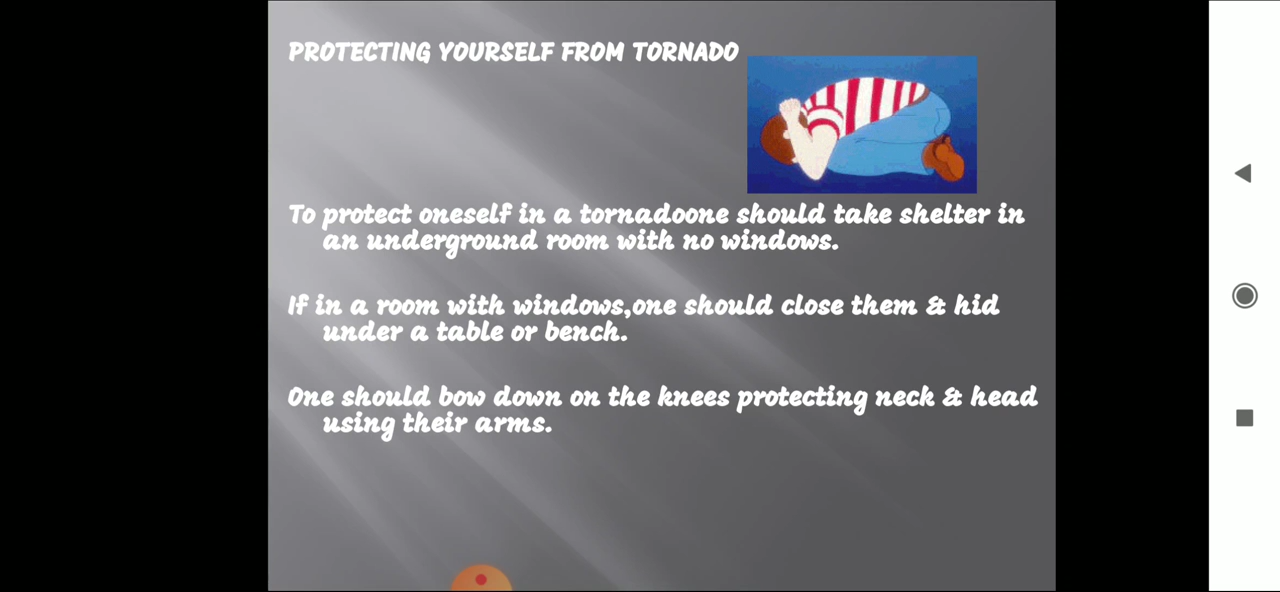 PROTECTING YOURSELF FROM TORNADO
To protect oneself in a tornadoone should take shelter in
an underground room with no windows.
If in a room with windows,one should close them & hid
under a table or bench.
One should bow down on the knees protecting neck & head
using their arms.